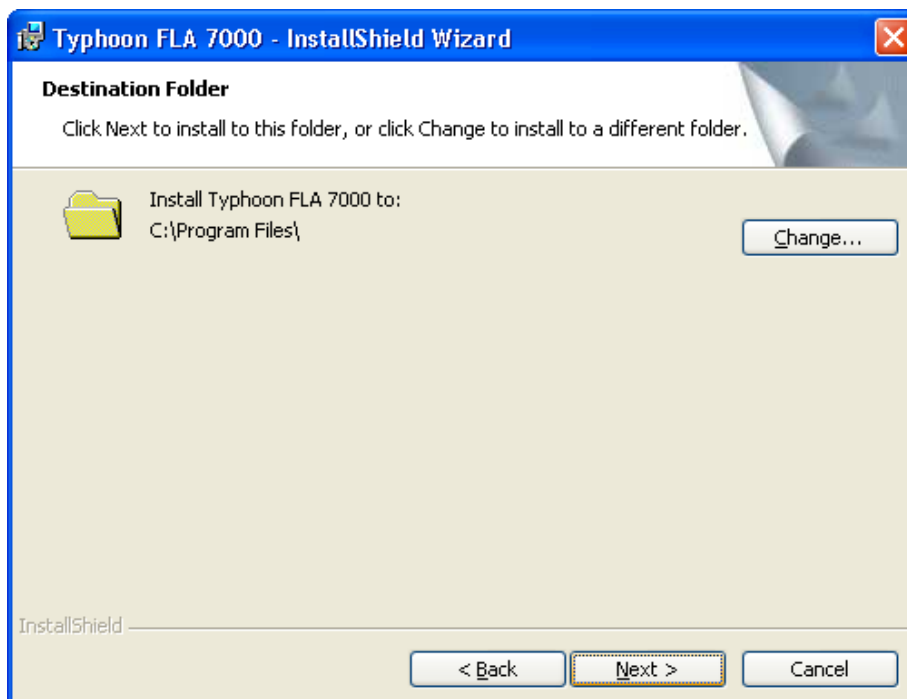 Typhoon FLA 7000 - InstallShield Wizard
Destination Folder
Click Next to install to this folder, or click Change to install to a different folder.
Install Typhoon FLA 7000 to:
C:\Program Files\
Change...
InstallShield
< Back
Next >
Cancel